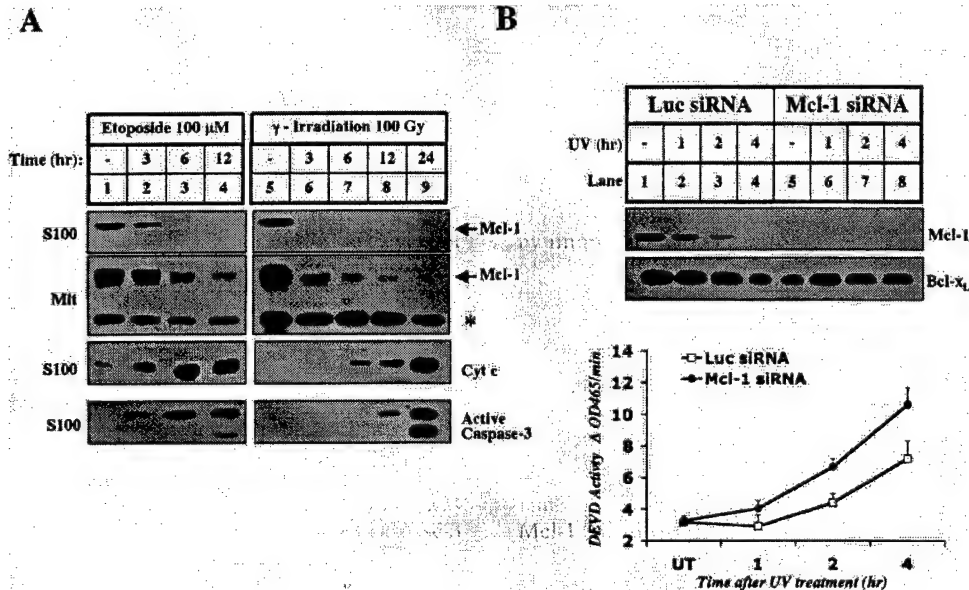 A
Etoposide 100 μM
γ - Irradiation 100 Gy
Time (hr):
- 3 6 12 - 3 6 12 24
1 2 3 4 5 6 7 8 9
S100
Mcl-1
Mit
Mcl-1
*
S100
Cyt c
S100
Active
Caspase-3
B
Luc siRNA
Mcl-1 siRNA
UV (hr)
- 1 2 4 - 1 2 4
Lane
1 2 3 4 5 6 7 8
Mcl-1
Bcl-xL
DEVD Activity Δ OD465/min.
14
12
10
8
6
4
2
Luc siRNA
Mcl-1 siRNA
UT 1 2 4
Time after UV treatment (hr)
Mcl-1